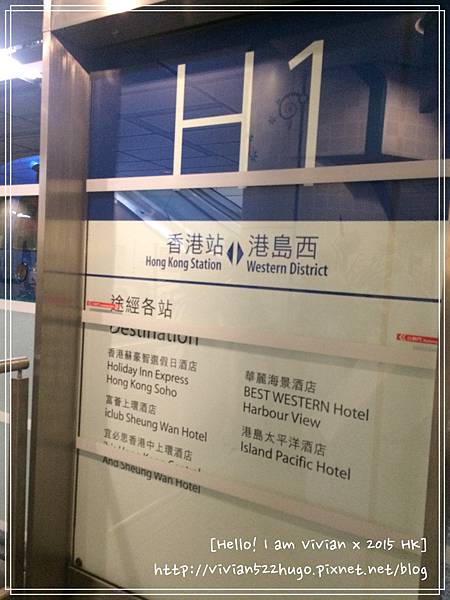 H1
香港站 港島西
Hong Kong Station Western District
途經各站
Destination
香港蘇豪智選假日酒店
Holiday Inn Express
Hong Kong Soho
富薈上環酒店
iclub Sheung Wan Hotel
宜必思香港中上環酒店
And Sheung Wan Hotel
華麗海景酒店
BEST WESTERN Hotel
Harbour View
港島太平洋酒店
Island Pacific Hotel
[Hello! I am Vivian x 2015 HK]
http://vivian522hugo.pixnet.net/blog